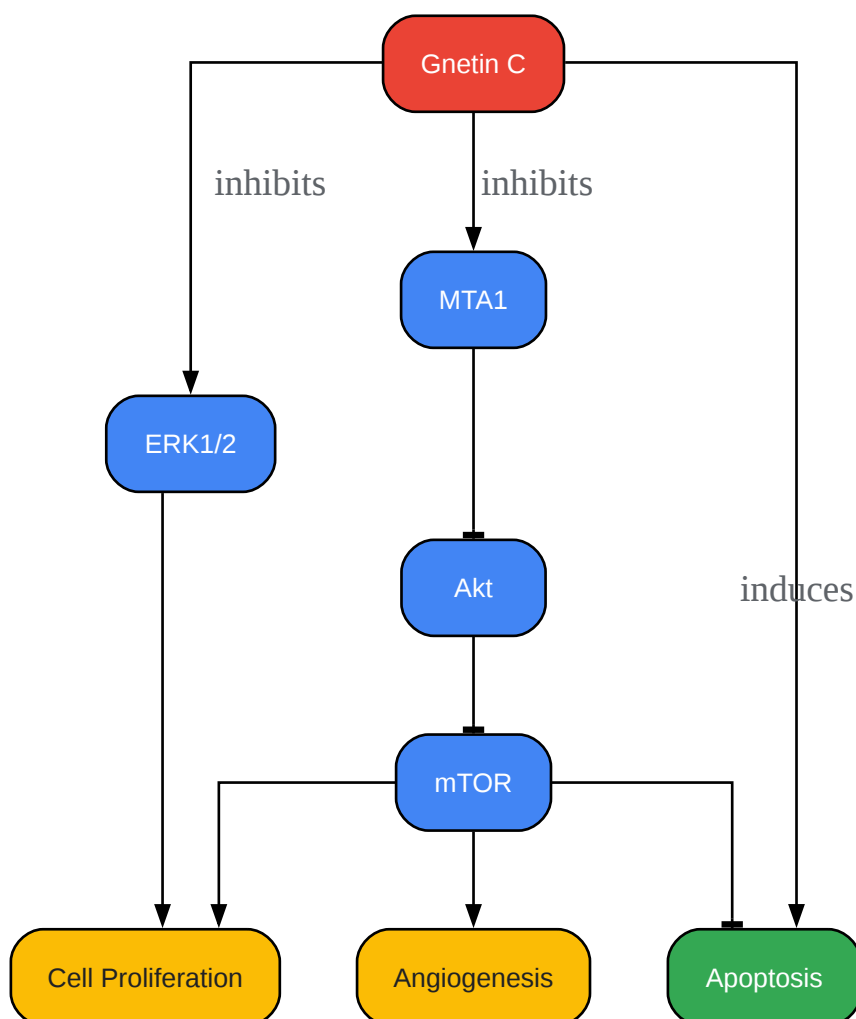 Gnetin C
inhibits
inhibits
MTA1
ERK1/2
Akt
induces
mTOR
Cell Proliferation
Angiogenesis
Apoptosis